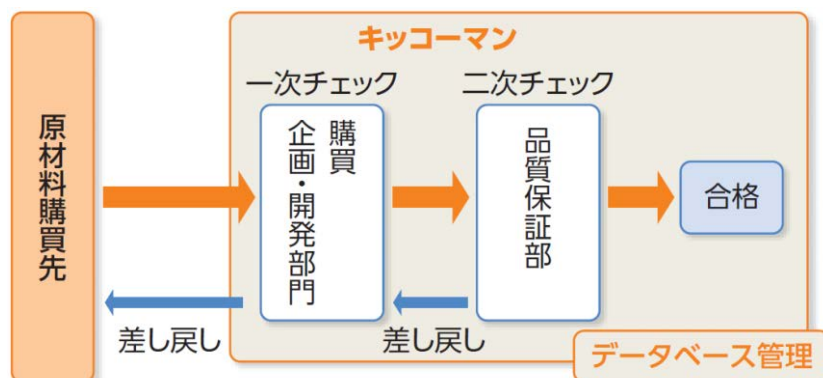 原材料購買先
キッコーマン
一次チェック
購買
企画・開発部門
二次チェック
品質保証部
合格
差し戻し
差し戻し
データベース管理